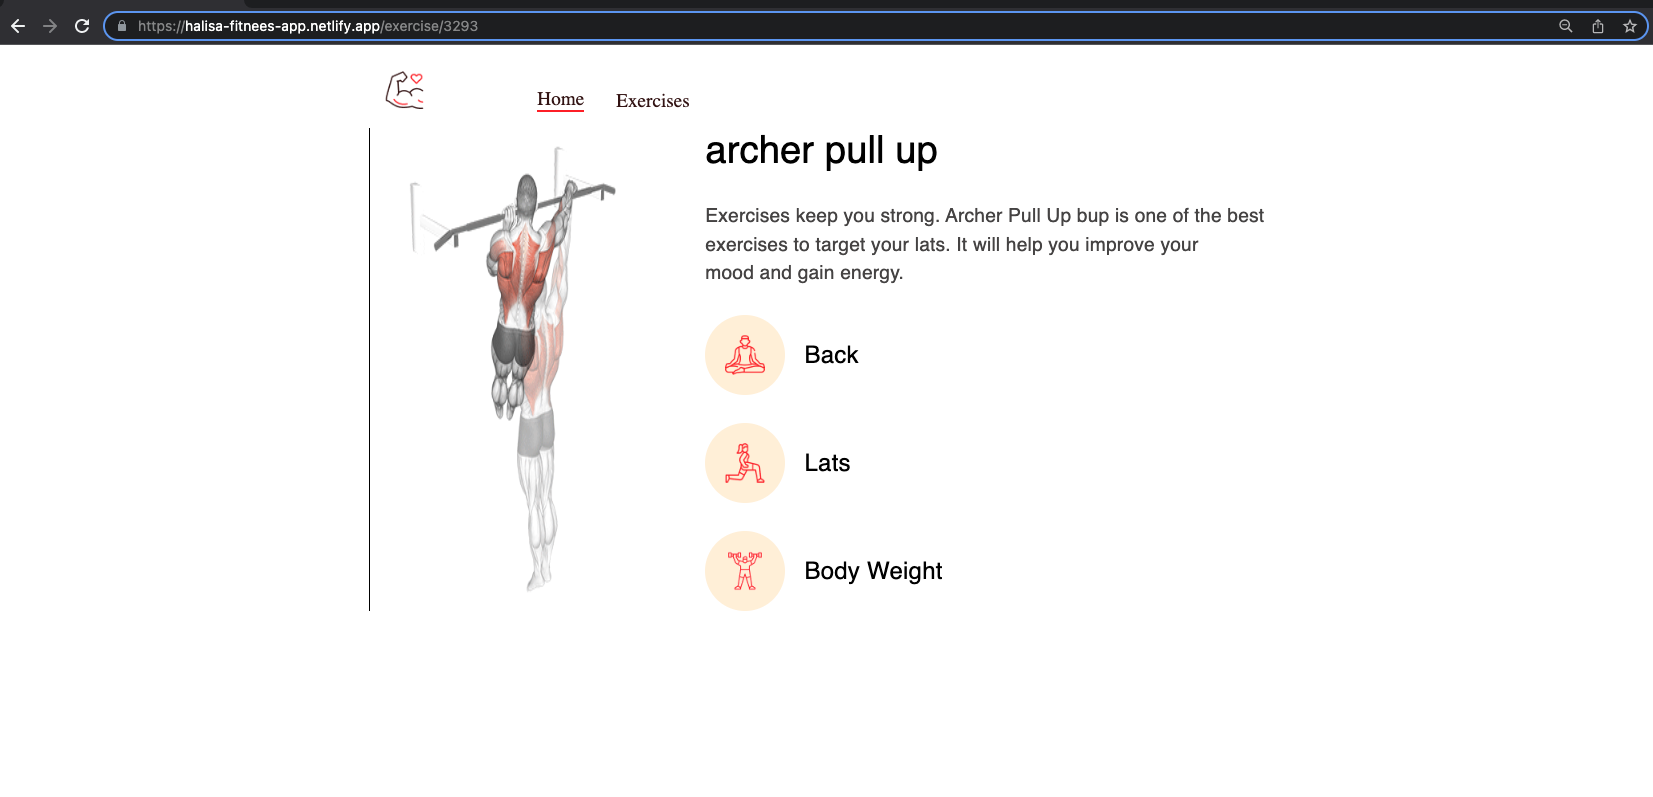 https://halisa-fitnees-app.netlify.app/exercise/3293
Home Exercises
archer pull up
Exercises keep you strong. Archer Pull Up bup is one of the best
exercises to target your lats. It will help you improve your
mood and gain energy.
Back
Lats
Body Weight